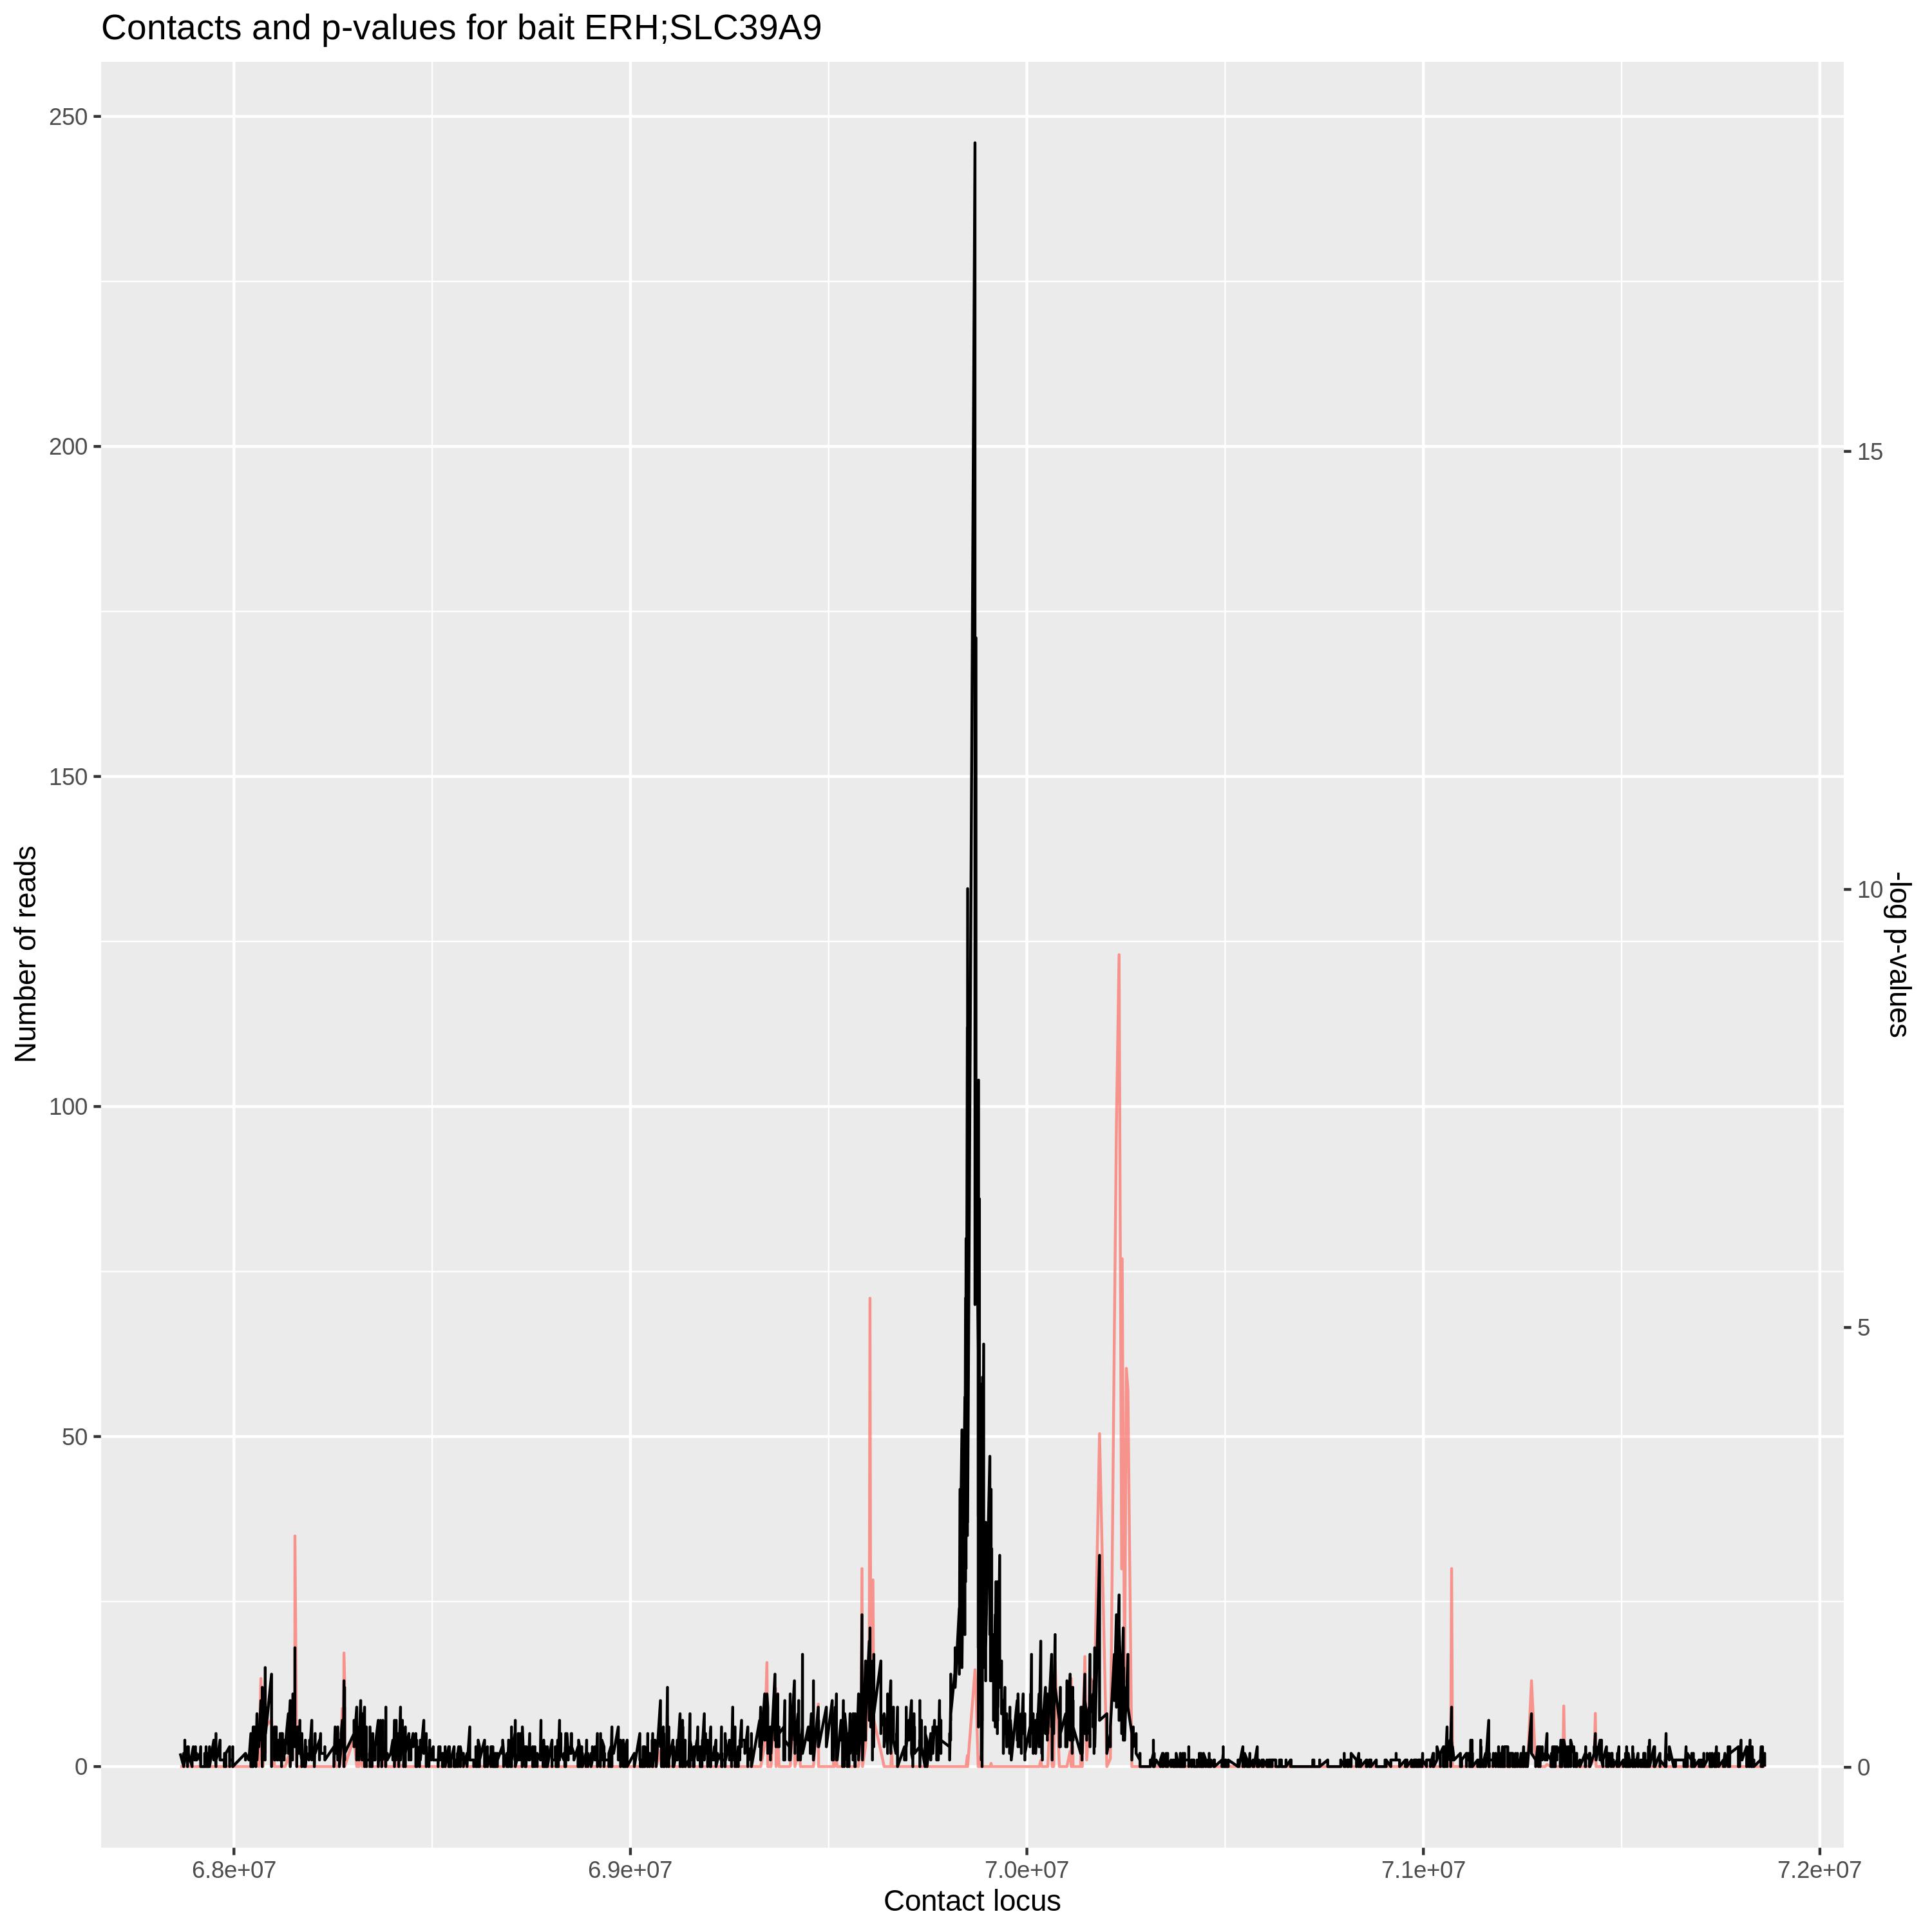 Contacts and p-values for bait ERH;SLC39A9
250
200
150
100
50
0
Number of reads
15
10
5
0
-log p-values
6.8e+07 6.9e+07 7.0e+07 7.1e+07 7.2e+07
Contact locus